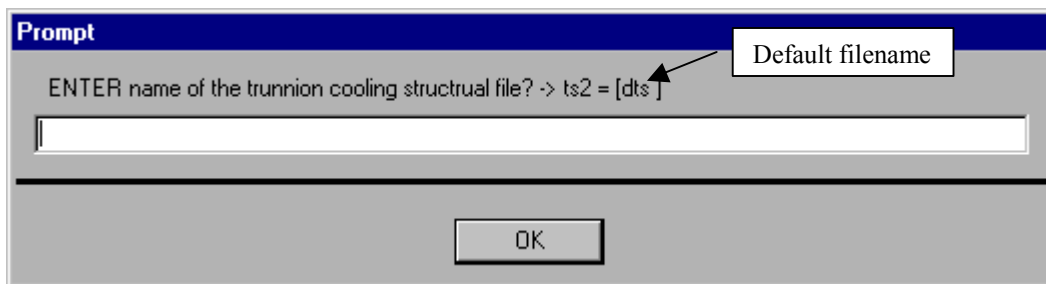 Prompt
Default filename
ENTER name of the trunnion cooling structrual file? -> ts2 = [dts ]
OK